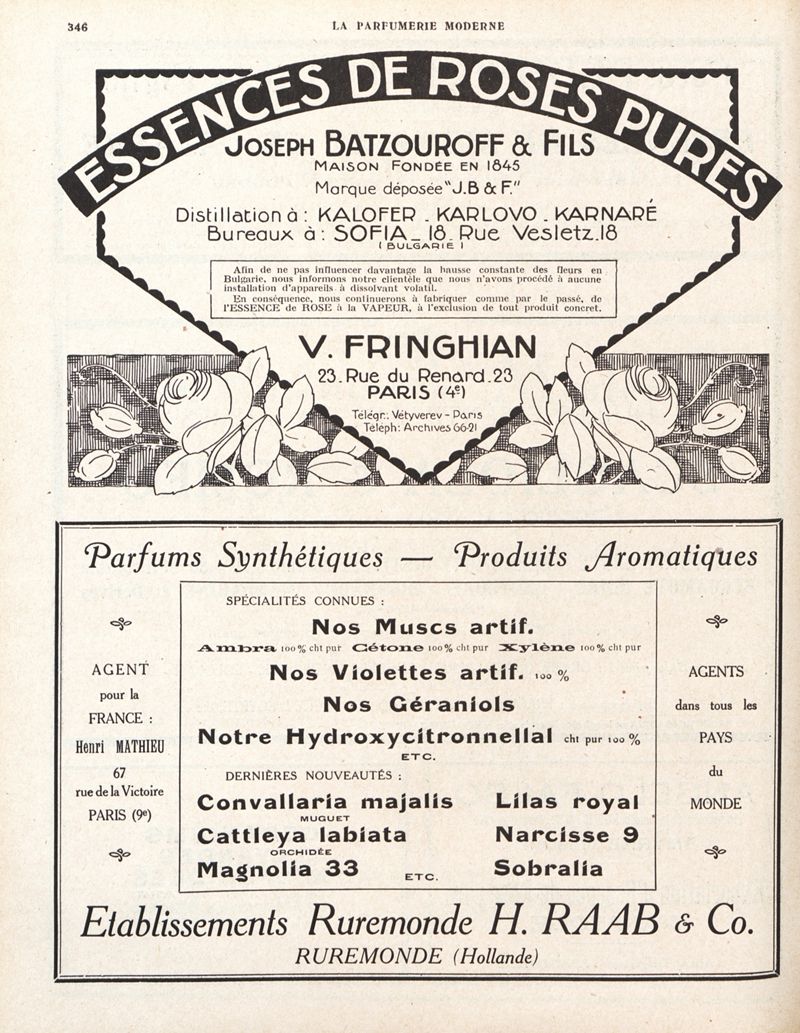 346
LA PARFUMERIE MODERNE
ESSENCES DE ROSES PURES
JOSEPH BATZOUROFF & FILS
MAISON FONDÉE EN 1845
Marque déposée "J.B & F."
Distillation à : KALOFER _ KARLOVO _ KARNARÉ
Bureaux à : SOFIA _ 18. Rue Vesletz.18
( BULGARIE )
Afin de ne pas influencer davantage la hausse constante des fleurs en
Bulgarie, nous informons notre clientèle que nous n'avons procédé à aucune
installation d'appareils à dissolvant volatil.
En conséquence, nous continuerons à fabriquer comme par le passé, de
l'ESSENCE de ROSE à la VAPEUR, à l'exclusion de tout produit concret.
V. FRINGHIAN
23. Rue du Renard. 23
PARIS (4e)
Télégr.: Vétyverev - Paris
Téléph: Archives 66-21
Parfums Synthétiques — Produits Aromatiques
SPÉCIALITÉS CONNUES :
Nos Muscs artif.
Ambra 100 % cht pur Cétone 100 % cht pur Xylène 100 % cht pur
Nos Violettes artif. 100 %
Nos Géraniols
Notre Hydroxycitronnellal cht pur 100 %
ETC.
DERNIÈRES NOUVEAUTÉS :
Convallaria majalis Lilas royal
MUGUET
Cattleya labiata Narcisse 9
ORCHIDÉE
Magnolia 33 ETC. Sobralia
AGENT
pour la
FRANCE :
Henri MATHIEU
67
rue de la Victoire
PARIS (9e)
AGENTS
dans tous les
PAYS
du
MONDE
Etablissements Ruremonde H. RAAB & Co.
RUREMONDE (Hollande)